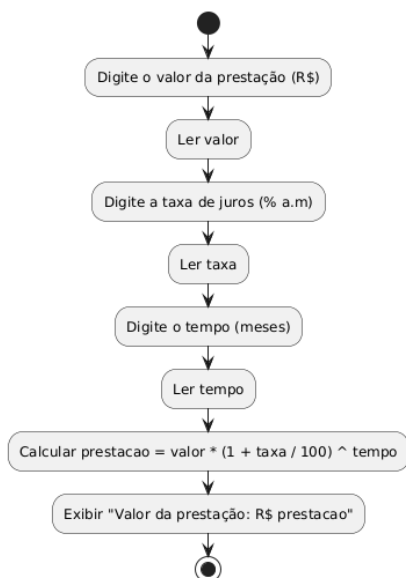 Digite o valor da prestação (R$)
Ler valor
Digite a taxa de juros (% a.m)
Ler taxa
Digite o tempo (meses)
Ler tempo
Calcular prestacao = valor * (1 + taxa / 100) ^ tempo
Exibir "Valor da prestação: R$ prestacao"